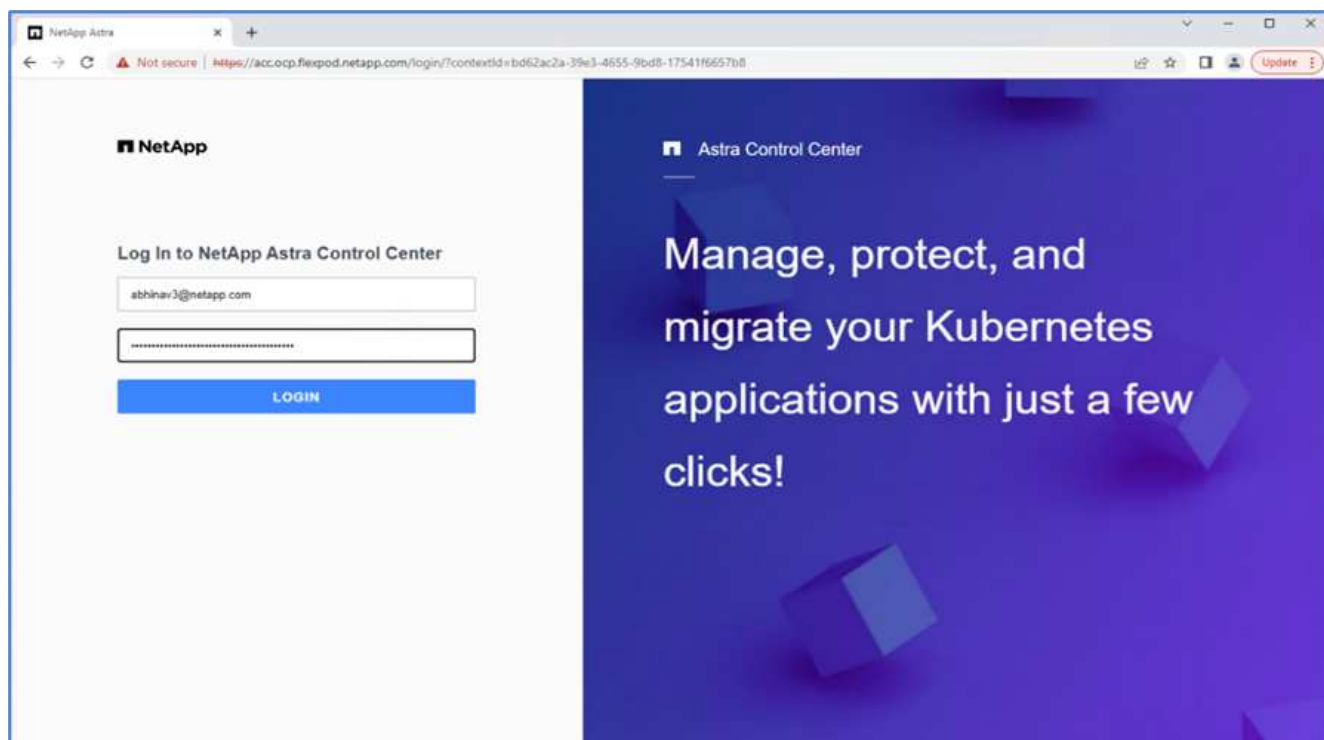 NetApp Astra
Not secure | https://acc.ocp.flexpod.netapp.com/login/?contextId=bd62ac2a-39e3-4655-9bd8-17541f6657b8
Update
NetApp
Log In to NetApp Astra Control Center
abhinav3@netapp.com
LOGIN
Astra Control Center
Manage, protect, and
migrate your Kubernetes
applications with just a few
clicks!